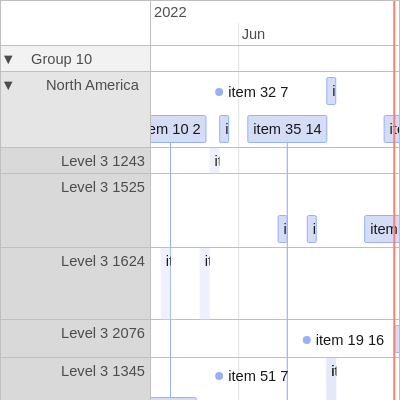 2022
Jun
▼ Group 10
▼ North America
item 32 7
i
em 10 2
i
item 35 14
it
Level 3 1243
it
Level 3 1525
i
i
item
Level 3 1624
it
it
Level 3 2076
item 19 16
Level 3 1345
item 51 7
it